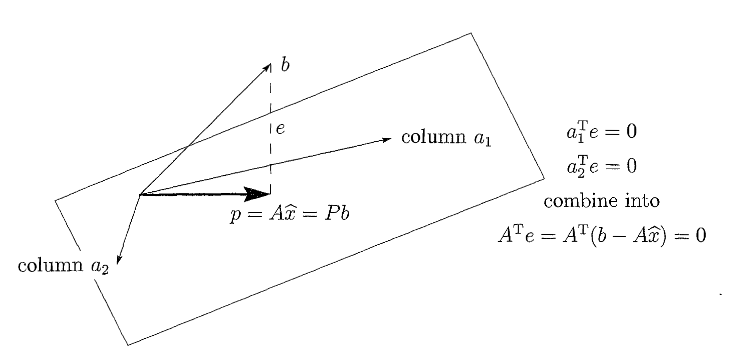 b
e
column a₁
p = Ax̂ = Pb
column a₂
a₁ᵀe = 0
a₂ᵀe = 0
combine into
Aᵀe = Aᵀ(b − Ax̂) = 0